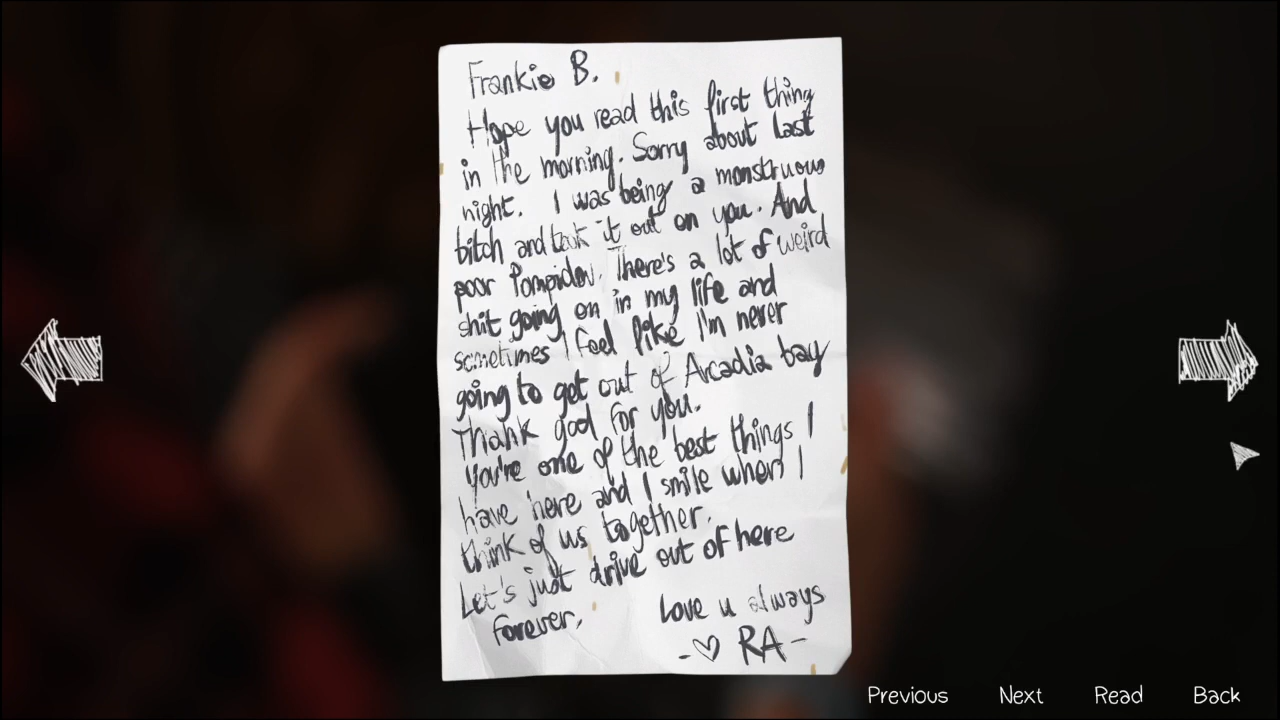 Frankie B.
Hope you read this first thing
in the morning. Sorry about last
night. I was being a monstruous
bitch and took it out on you. And
poor Pompidou. There's a lot of weird
shit going on in my life and
sometimes I feel like I'm never
going to get out of Arcadia bay
Thank god for you.
You're one of the best things I
have here and I smile when I
think of us together.
Let's just drive out of here
forever.
Love u always
-♡ RA-
Previous Next Read Back